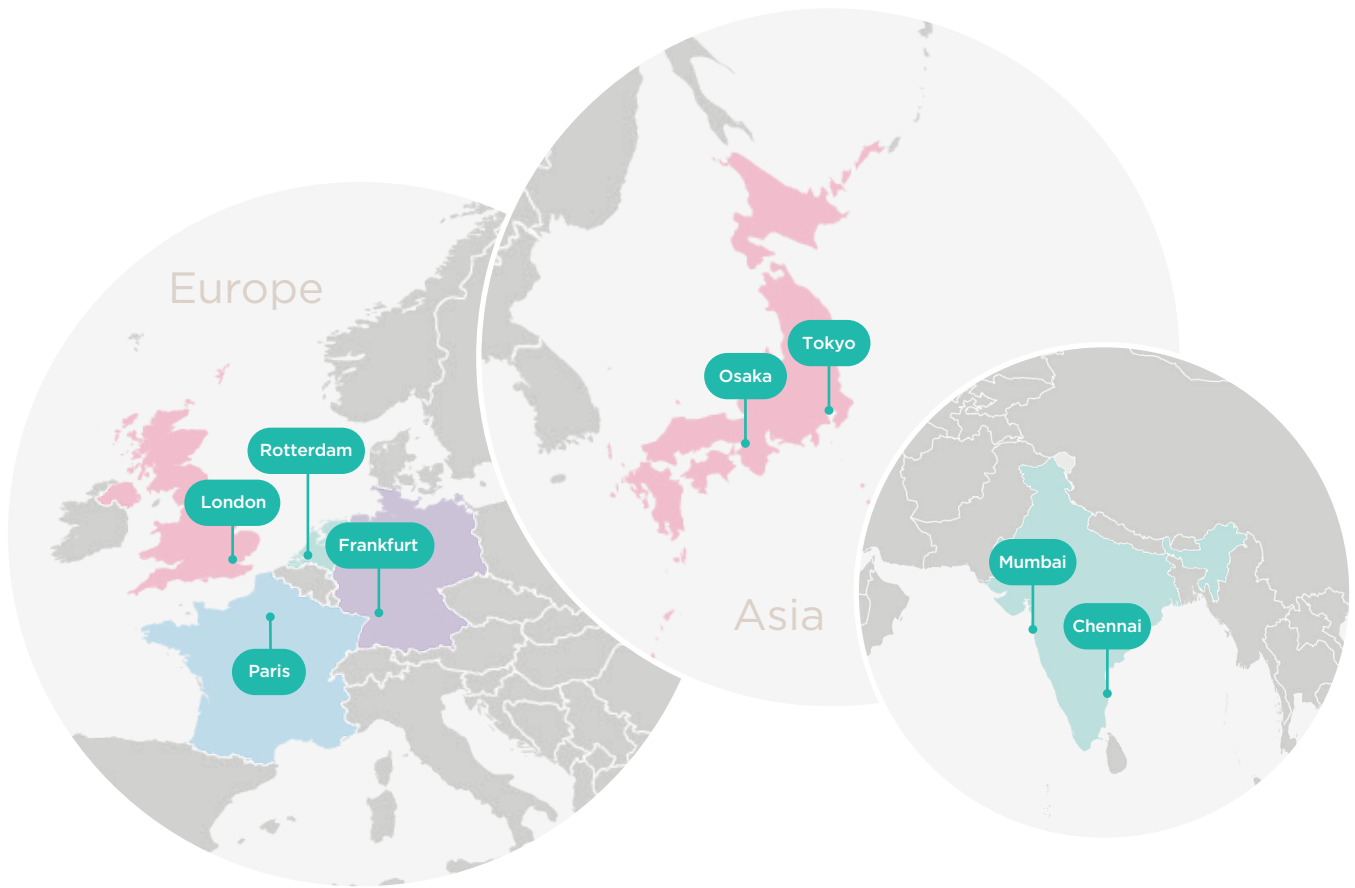 Europe
Rotterdam
London
Frankfurt
Paris
Tokyo
Osaka
Asia
Mumbai
Chennai